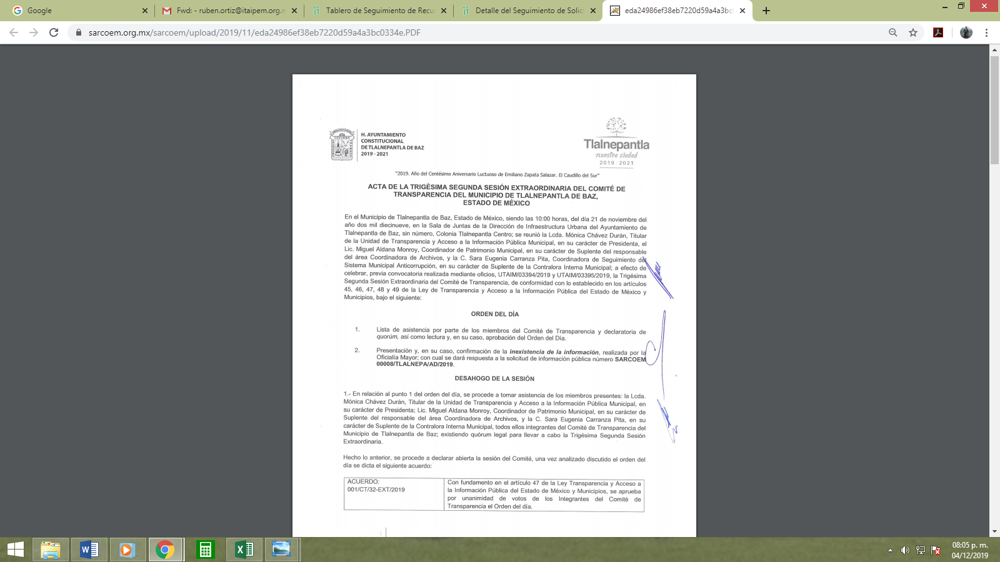 Google
Fwd: - ruben.ortiz@itaipem.org.m
Tablero de Seguimiento de Recu
Detalle del Seguimiento de Solici
eda24986ef38eb7220d59a4a3bc
sarcoem.org.mx/sarcoem/upload/2019/11/eda24986ef38eb7220d59a4a3bc0334e.PDF
H. AYUNTAMIENTO
CONSTITUCIONAL
DE TLALNEPANTLA DE BAZ
2019 - 2021
Tlalnepantla
nuestra ciudad
2019 - 2021
"2019. Año del Centésimo Aniversario Luctuoso de Emiliano Zapata Salazar. El Caudillo del Sur"
ACTA DE LA TRIGÈSIMA SEGUNDA SESIÓN EXTRAORDINARIA DEL COMITÉ DE
TRANSPARENCIA DEL MUNICIPIO DE TLALNEPANTLA DE BAZ,
ESTADO DE MÉXICO
En el Municipio de Tlalnepantla de Baz, Estado de México, siendo las 10:00 horas, del día 21 de noviembre del
año dos mil diecinueve, en la Sala de Juntas de la Dirección de Infraestructura Urbana del Ayuntamiento de
Tlalnepantla de Baz, sin número, Colonia Tlalnepantla Centro; se reunió la Lcda. Mónica Chávez Durán, Titular
de la Unidad de Transparencia y Acceso a la Información Pública Municipal, en su carácter de Presidenta, el
Lic. Miguel Aldana Monroy, Coordinador de Patrimonio Municipal, en su carácter de Suplente del responsable
del área Coordinadora de Archivos, y la C. Sara Eugenia Carranza Pita, Coordinadora de Seguimiento del
Sistema Municipal Anticorrupción, en su carácter de Suplente de la Contralora Interna Municipal; a efecto de
celebrar, previa convocatoria realizada mediante oficios, UTAIM/03394/2019 y UTAIM/03395/2019, la Trigésima
Segunda Sesión Extraordinaria del Comité de Transparencia, de conformidad con lo establecido en los artículos
45, 46, 47, 48 y 49 de la Ley de Transparencia y Acceso a la Información Pública del Estado de México y
Municipios, bajo el siguiente:
ORDEN DEL DÍA
1. Lista de asistencia por parte de los miembros del Comité de Transparencia y declaratoria de
quorúm, así como lectura y, en su caso, aprobación del Orden del Día.
2. Presentación y, en su caso, confirmación de la inexistencia de la información, realizada por la
Oficialía Mayor; con cual se dará respuesta a la solicitud de información pública número SARCOEM
00008/TLALNEPA/AD/2019.
DESAHOGO DE LA SESIÓN
1.- En relación al punto 1 del orden del día, se procede a tomar asistencia de los miembros presentes: la Lcda.
Mónica Chávez Durán, Titular de la Unidad de Transparencia y Acceso a la Información Pública Municipal, en
su carácter de Presidenta; Lic. Miguel Aldana Monroy, Coordinador de Patrimonio Municipal, en su carácter de
Suplente del responsable del área Coordinadora de Archivos, y la C. Sara Eugenia Carranza Pita, en su
carácter de Suplente de la Contralora Interna Municipal, todos ellos integrantes del Comité de Transparencia del
Municipio de Tlalnepantla de Baz; existiendo quórum legal para llevar a cabo la Trigésima Segunda Sesión
Extraordinaria.
Hecho lo anterior, se procede a declarar abierta la sesión del Comité, una vez analizado discutido el orden del
día se dicta el siguiente acuerdo:
ACUERDO:
001/CT/32-EXT/2019
Con fundamento en el artículo 47 de la Ley Transparencia y Acceso a
la Información Pública del Estado de México y Municipios, se aprueba
por unanimidad de votos de los Integrantes del Comité de
Transparencia el Orden del día.
1
08:05 p. m.
04/12/2019